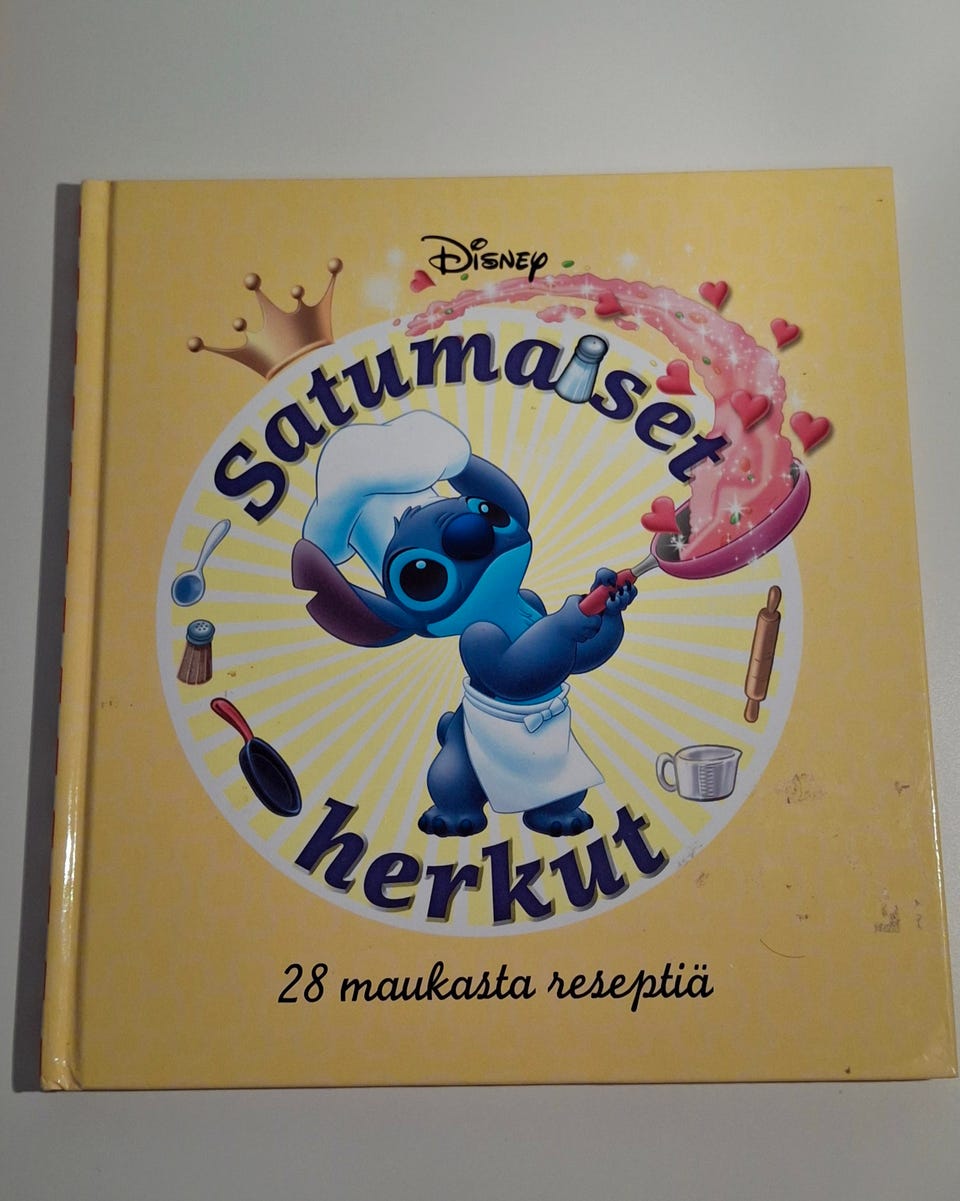 Disney
Satumaiset
herkut
28 maukasta reseptiä